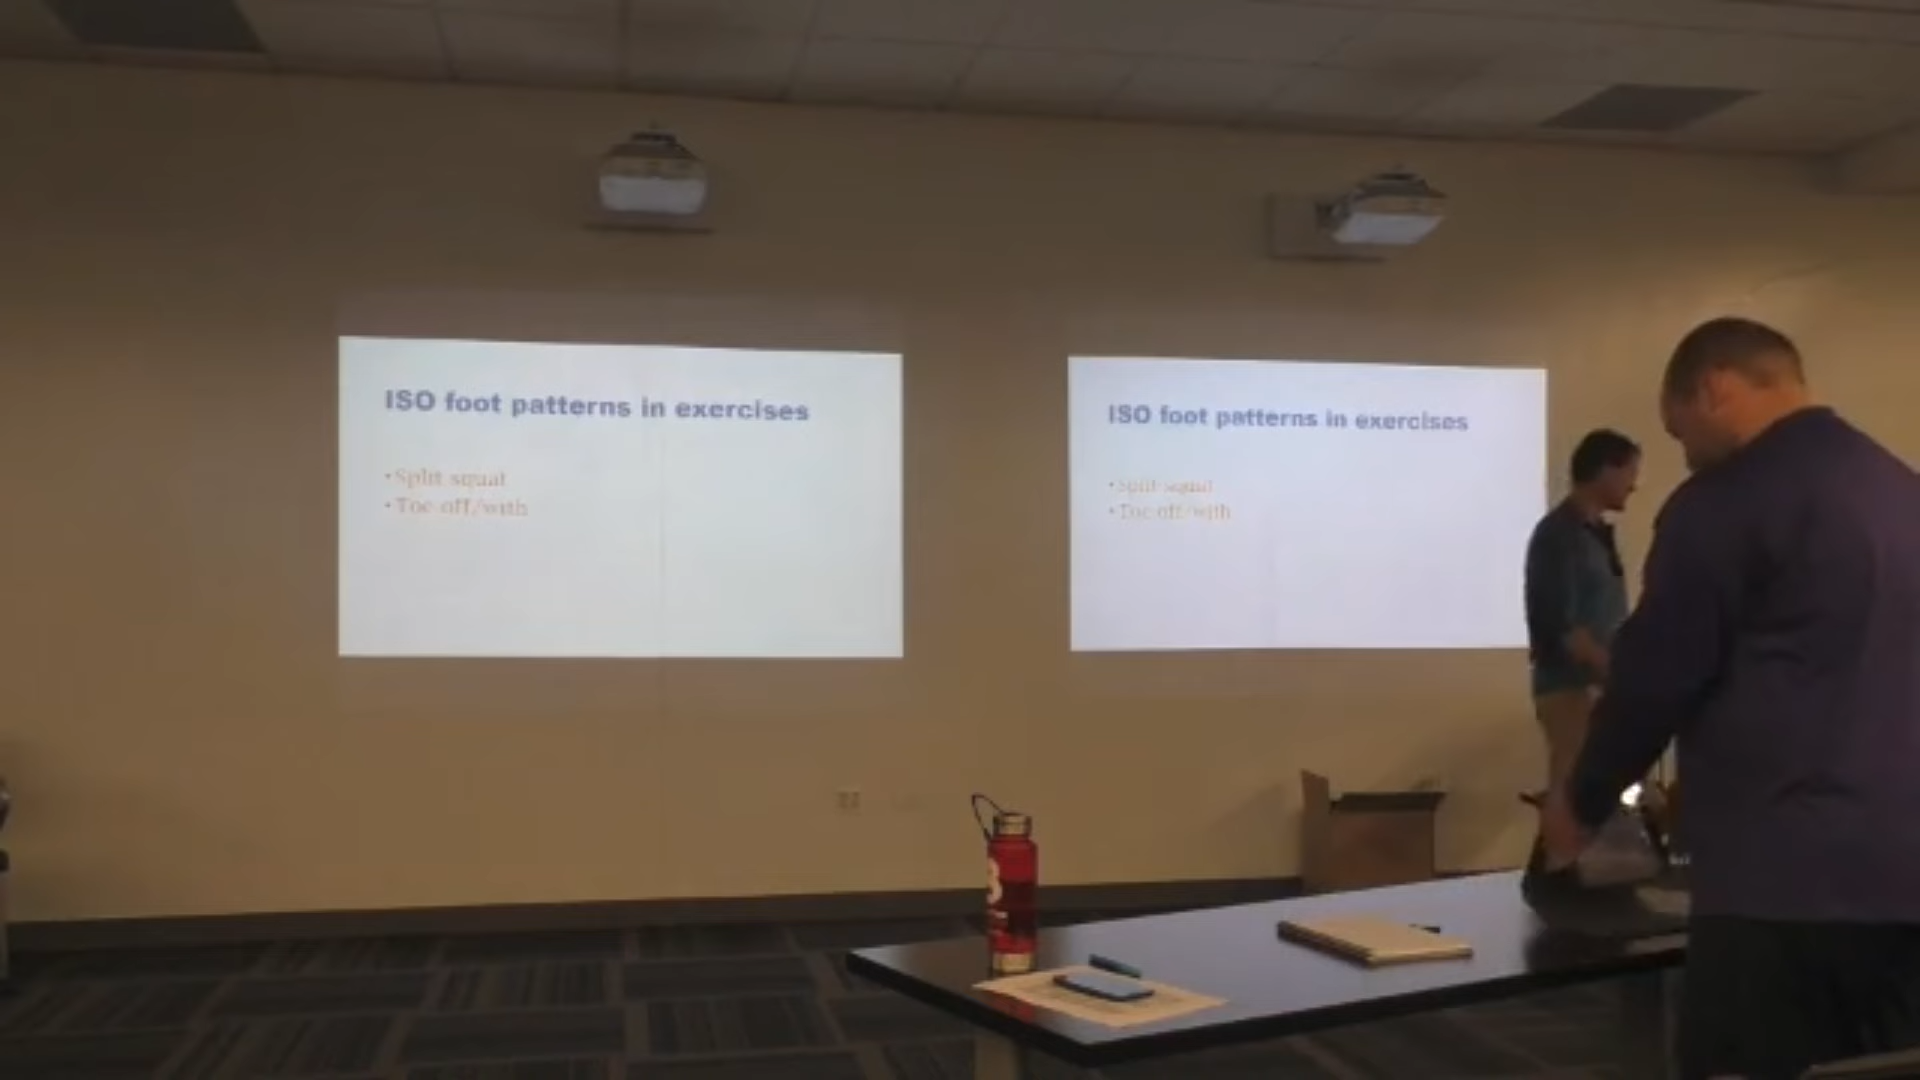 ISO foot patterns in exercises
•Split squat
•Toe off/with
ISO foot patterns in exercises
•Split squat
•Toe off/with